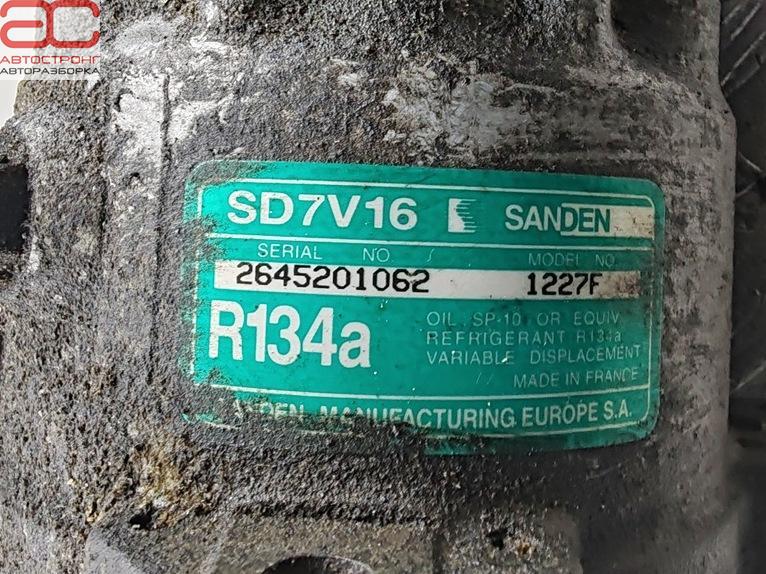 ас
АВТОСТРОНГ
АВТОРАЗБОРКА
SD7V16 SANDEN
SERIAL NO. MODEL NO.
2645201062 1227F
R134a
OIL SP-10 OR EQUIV.
REFRIGERANT R134a
VARIABLE DISPLACEMENT
MADE IN FRANCE
MANUFACTURING EUROPE S.A.